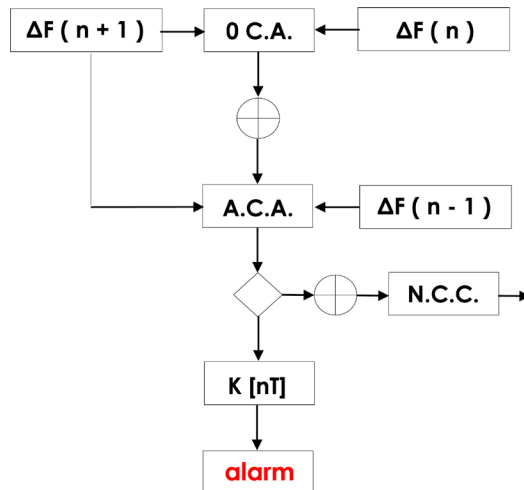 ΔF ( n + 1 )
0 C.A.
ΔF ( n )
A.C.A.
ΔF ( n - 1 )
N.C.C.
K [nT]
alarm